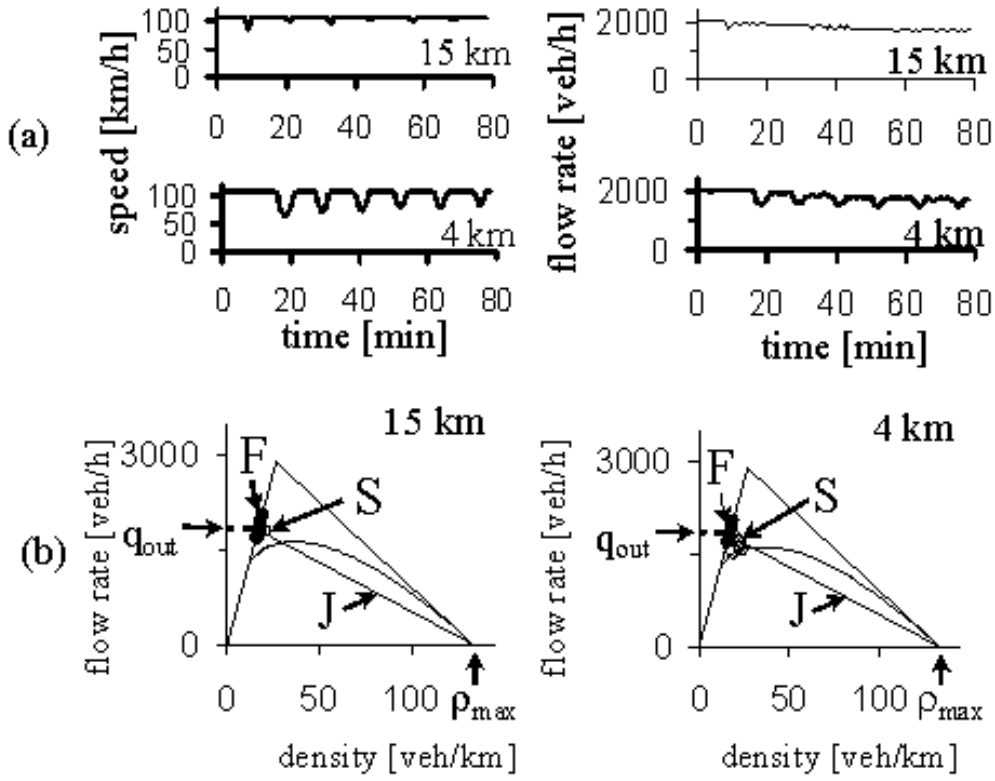 (a)
speed [km/h]
100
50
0
15 km
0 20 40 60 80
100
50
0
4 km
0 20 40 60 80
time [min]
flow rate [veh/h]
2000
0
15 km
0 20 40 60 80
2000
0
4 km
0 20 40 60 80
time [min]
(b)
15 km
flow rate [veh/h]
3000
0
F
S
q_out
J
0 50 100 ρ_max
density [veh/km]
4 km
flow rate [veh/h]
3000
0
F
S
q_out
J
0 50 100 ρ_max
density [veh/km]